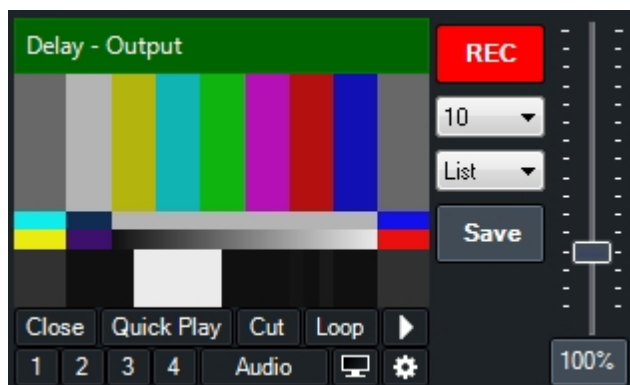 Delay - Output
REC
10
List
Save
Close Quick Play Cut Loop
1 2 3 4 Audio
100%